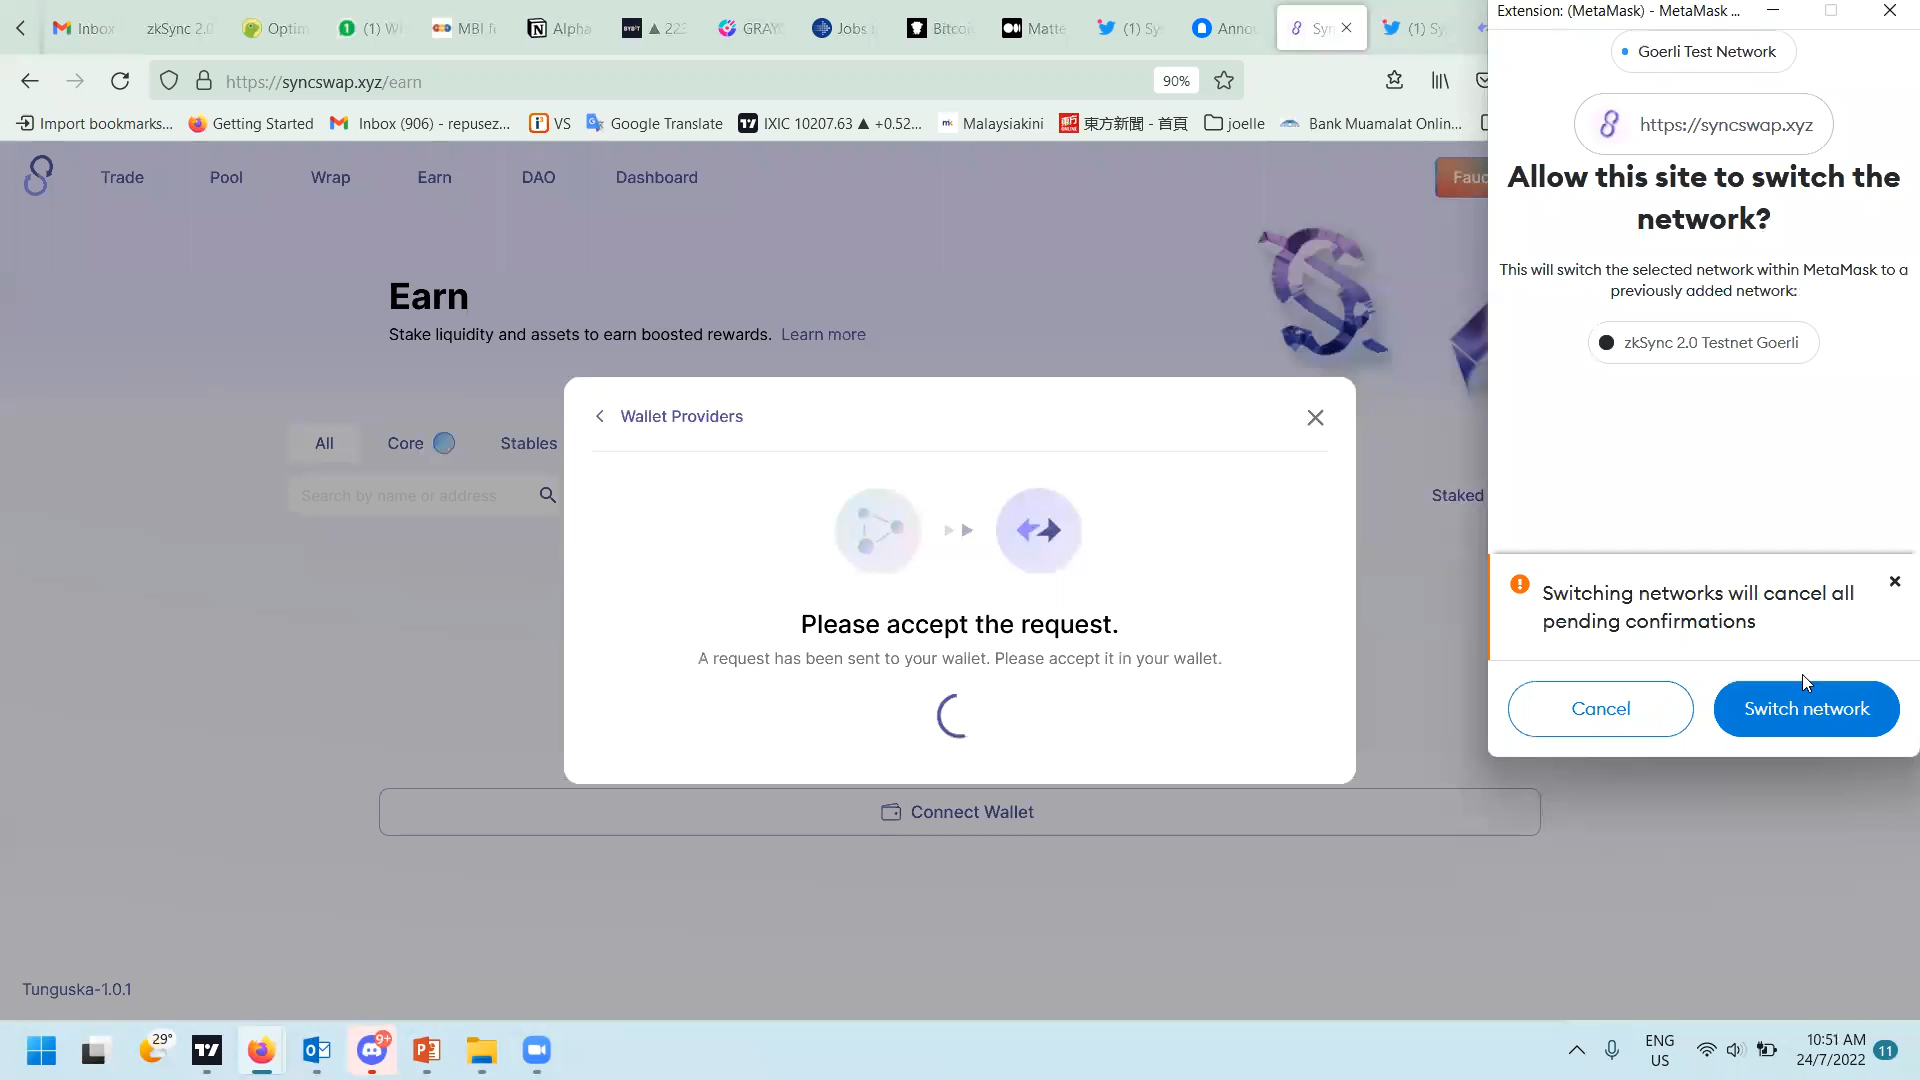 Inbox
zkSync 2.0
Optim
(1) W
MBI f
Alpha
▲ 223
GRAY
Jobs
Bitcoi
Matte
(1) Sy
Annou
Syn
(1) Sy
Extension: (MetaMask) - MetaMask ...
https://syncswap.xyz/earn
90%
Import bookmarks...
Getting Started
Inbox (906) - repusez...
VS
Google Translate
IXIC 10207.63 ▲ +0.52...
Malaysiakini
東方新聞 - 首頁
joelle
Bank Muamalat Onlin...
Trade
Pool
Wrap
Earn
DAO
Dashboard
Fauc
Earn
Stake liquidity and assets to earn boosted rewards. Learn more
All
Core
Stables
Search by name or address
Staked
Wallet Providers
Please accept the request.
A request has been sent to your wallet. Please accept it in your wallet.
Connect Wallet
Tunguska-1.0.1
Goerli Test Network
https://syncswap.xyz
Allow this site to switch the
network?
This will switch the selected network within MetaMask to a
previously added network:
zkSync 2.0 Testnet Goerli
Switching networks will cancel all
pending confirmations
Cancel
Switch network
29°
9+
ENG
US
10:51 AM
24/7/2022
11